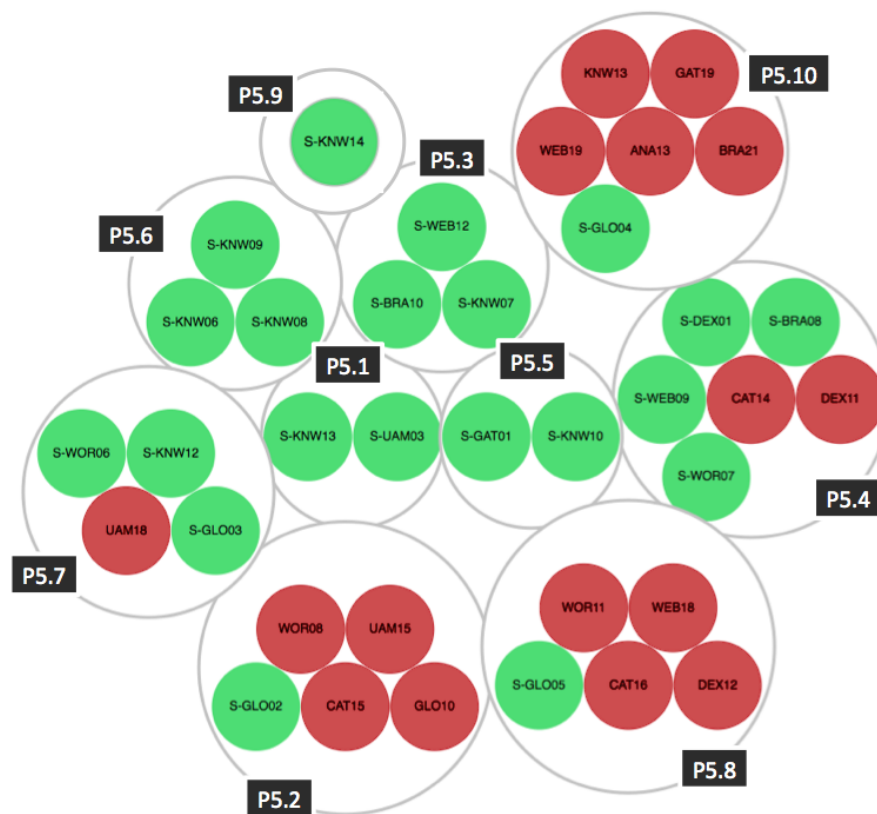 P5.9
S-KNW14
P5.3
S-WEB12
S-BRA10
S-KNW07
P5.10
KNW13
GAT19
WEB19
ANA13
BRA21
S-GLO04
P5.6
S-KNW09
S-KNW06
S-KNW08
P5.1
S-KNW13
S-UAM03
P5.5
S-GAT01
S-KNW10
S-DEX01
S-BRA08
S-WEB09
CAT14
DEX11
S-WOR07
P5.4
S-WOR06
S-KNW12
UAM18
S-GLO03
P5.7
WOR08
UAM15
S-GLO02
CAT15
GLO10
P5.2
WOR11
WEB18
S-GLO05
CAT16
DEX12
P5.8